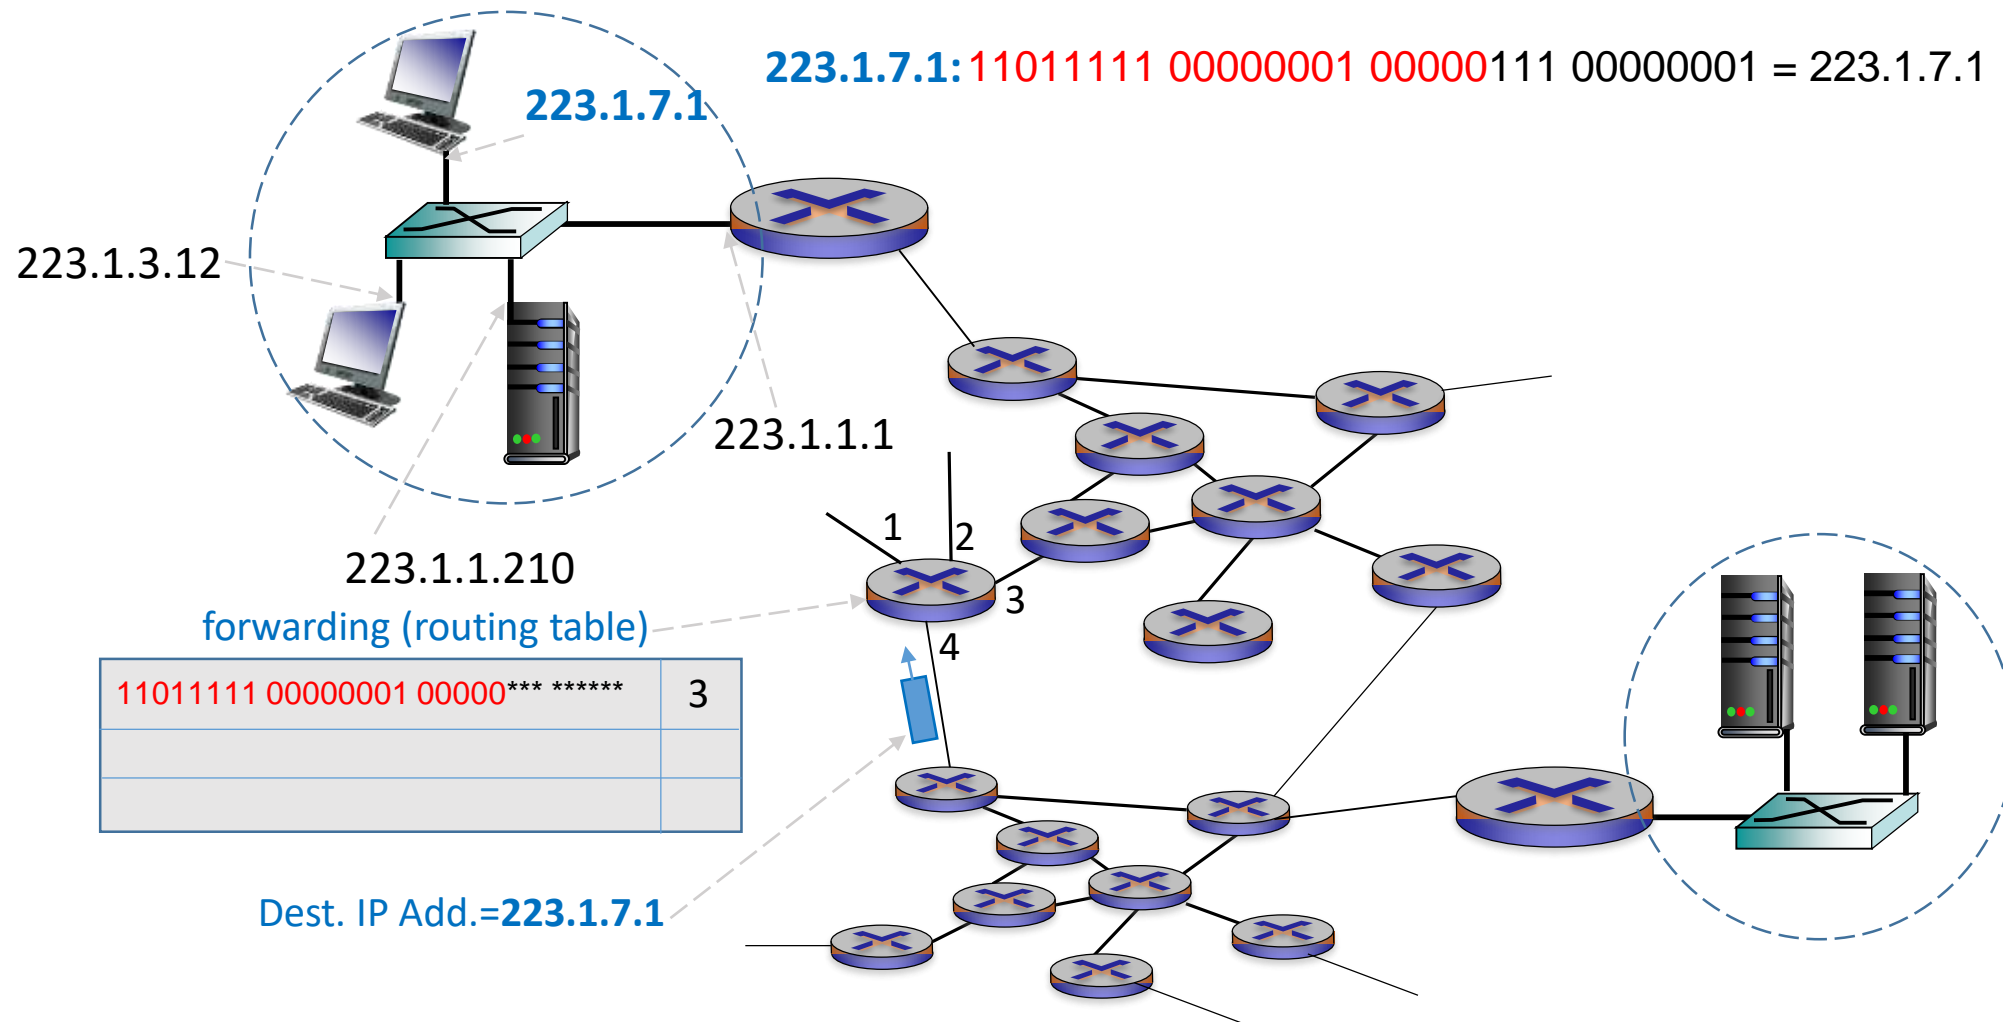 223.1.7.1: 11011111 00000001 00000111 00000001 = 223.1.7.1
223.1.7.1
223.1.3.12
223.1.1.1
223.1.1.210
1
2
3
4
forwarding (routing table)
11011111 00000001 00000*** ****** 3
Dest. IP Add.=223.1.7.1